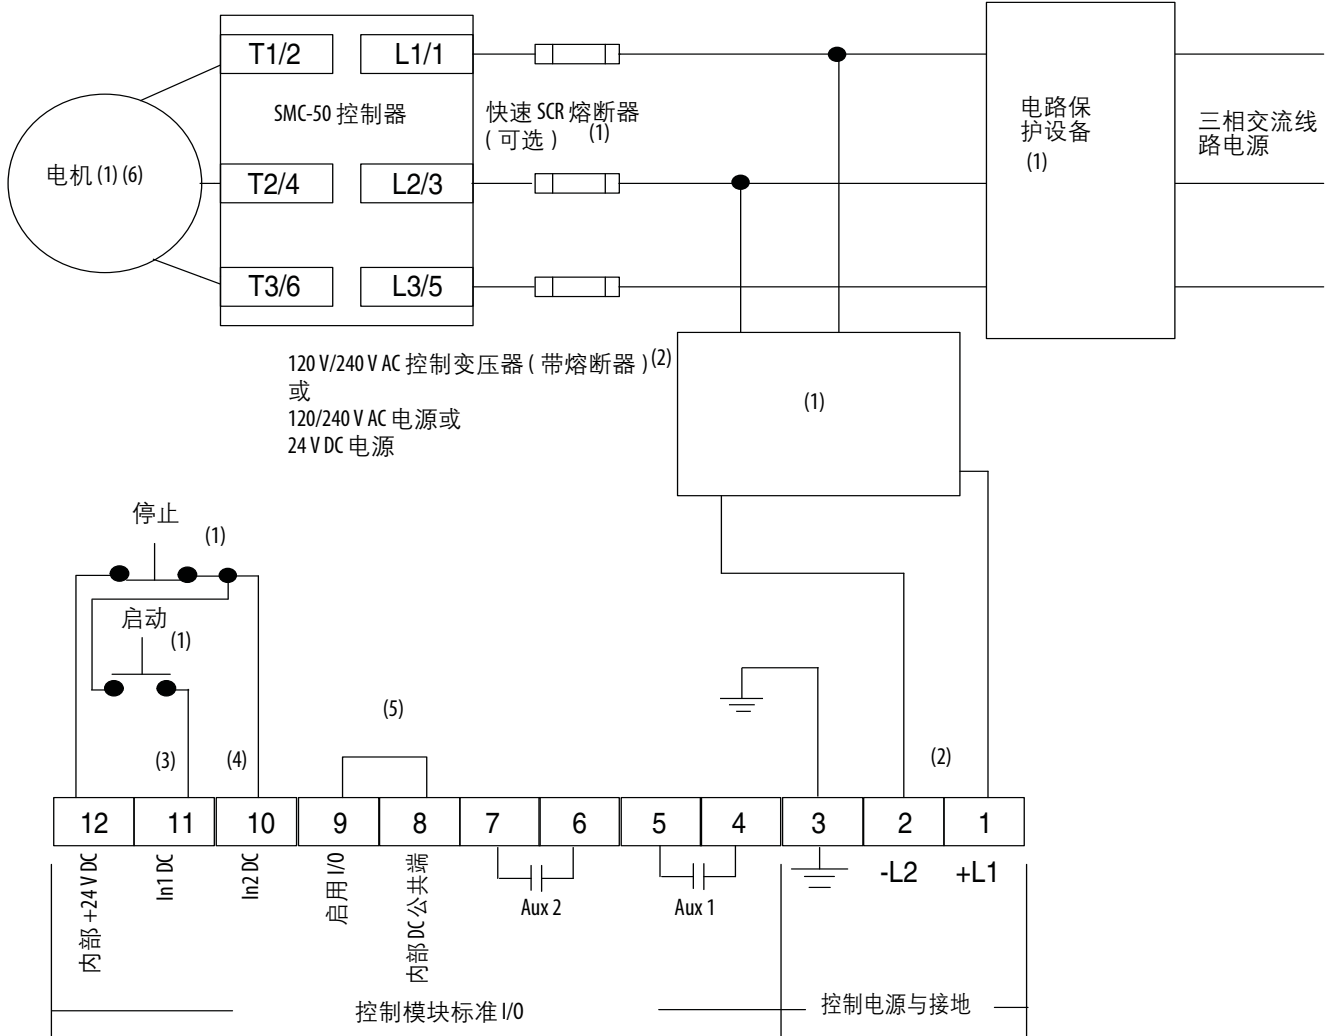 T1/2
L1/1
SMC-50 控制器
快速 SCR 熔断器
( 可选 )
(1)
电路保
护设备
(1)
三相交流线
路电源
电机 (1) (6)
T2/4
L2/3
T3/6
L3/5
120 V/240 V AC 控制变压器 ( 带熔断器 ) (2)
或
120/240 V AC 电源或
24 V DC 电源
(1)
停止
(1)
启动
(1)
(5)
(3)
(4)
(2)
12
11
10
9
8
7
6
5
4
3
2
1
内部 +24 V DC
In1 DC
In2 DC
启用 I/O
内部 DC 公共端
Aux 2
Aux 1
-L2
+L1
控制模块标准 I/O
控制电源与接地